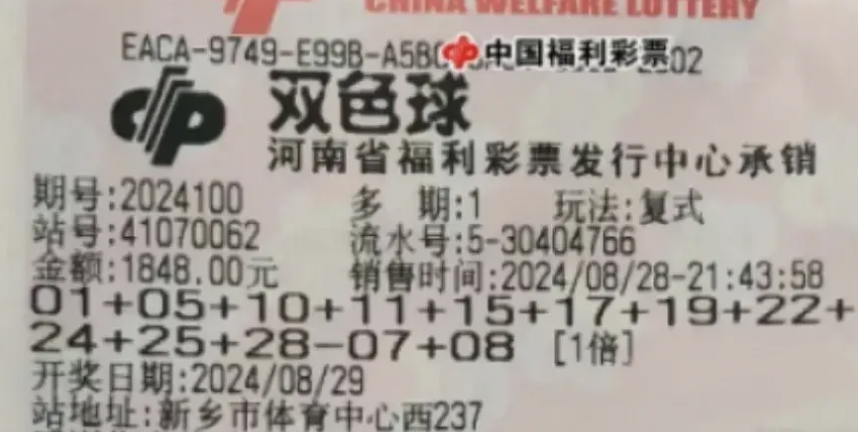 CHINA WELFARE LOTTERY
EACA-9749-E99B-A5B
中国福利彩票
双色球
河南省福利彩票发行中心承销
期号:2024100 多 期:1 玩法:复式
站号:41070062 流水号:5-30404766
金额:1848.00元 销售时间:2024/08/28-21:43:58
01+05+10+11+15+17+19+22+
24+25+28-07+08 [1倍]
开奖日期:2024/08/29
站地址:新乡市体育中心西237